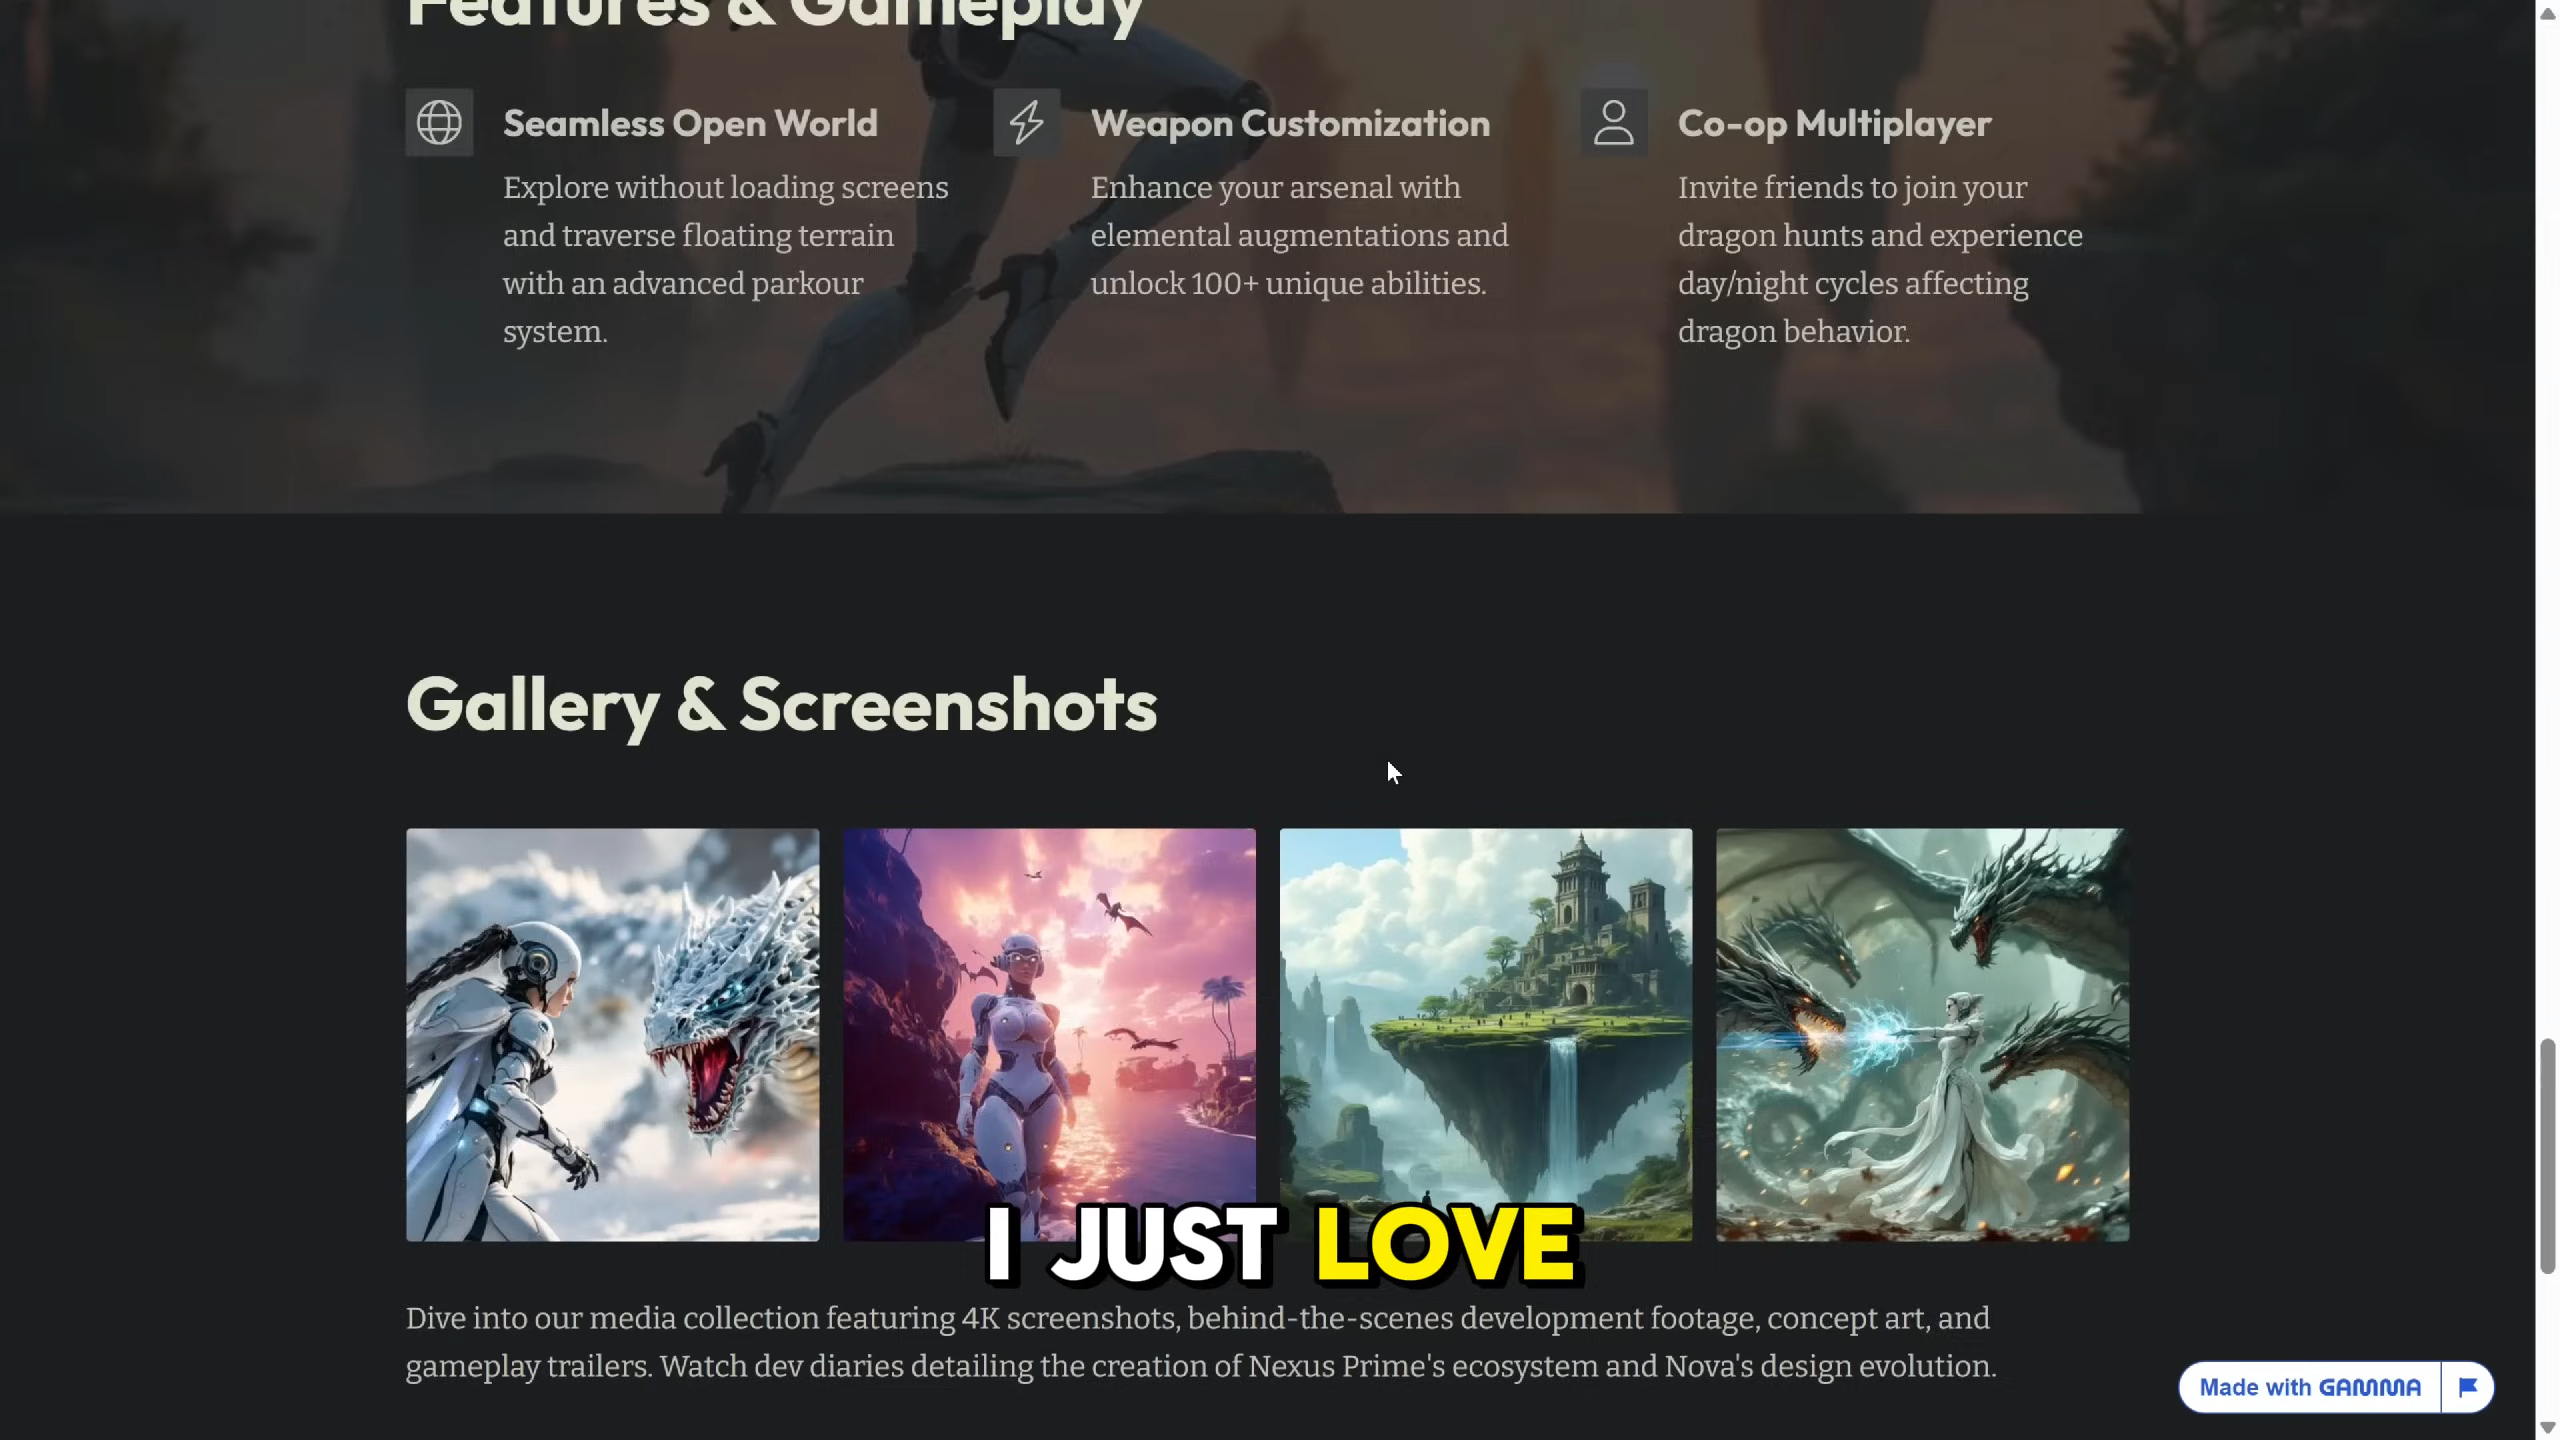 Features & Gameplay
Seamless Open World
Explore without loading screens
and traverse floating terrain
with an advanced parkour
system.
Weapon Customization
Enhance your arsenal with
elemental augmentations and
unlock 100+ unique abilities.
Co-op Multiplayer
Invite friends to join your
dragon hunts and experience
day/night cycles affecting
dragon behavior.
Gallery & Screenshots
I JUST LOVE
Dive into our media collection featuring 4K screenshots, behind-the-scenes development footage, concept art, and
gameplay trailers. Watch dev diaries detailing the creation of Nexus Prime's ecosystem and Nova's design evolution.
Made with GAMMA